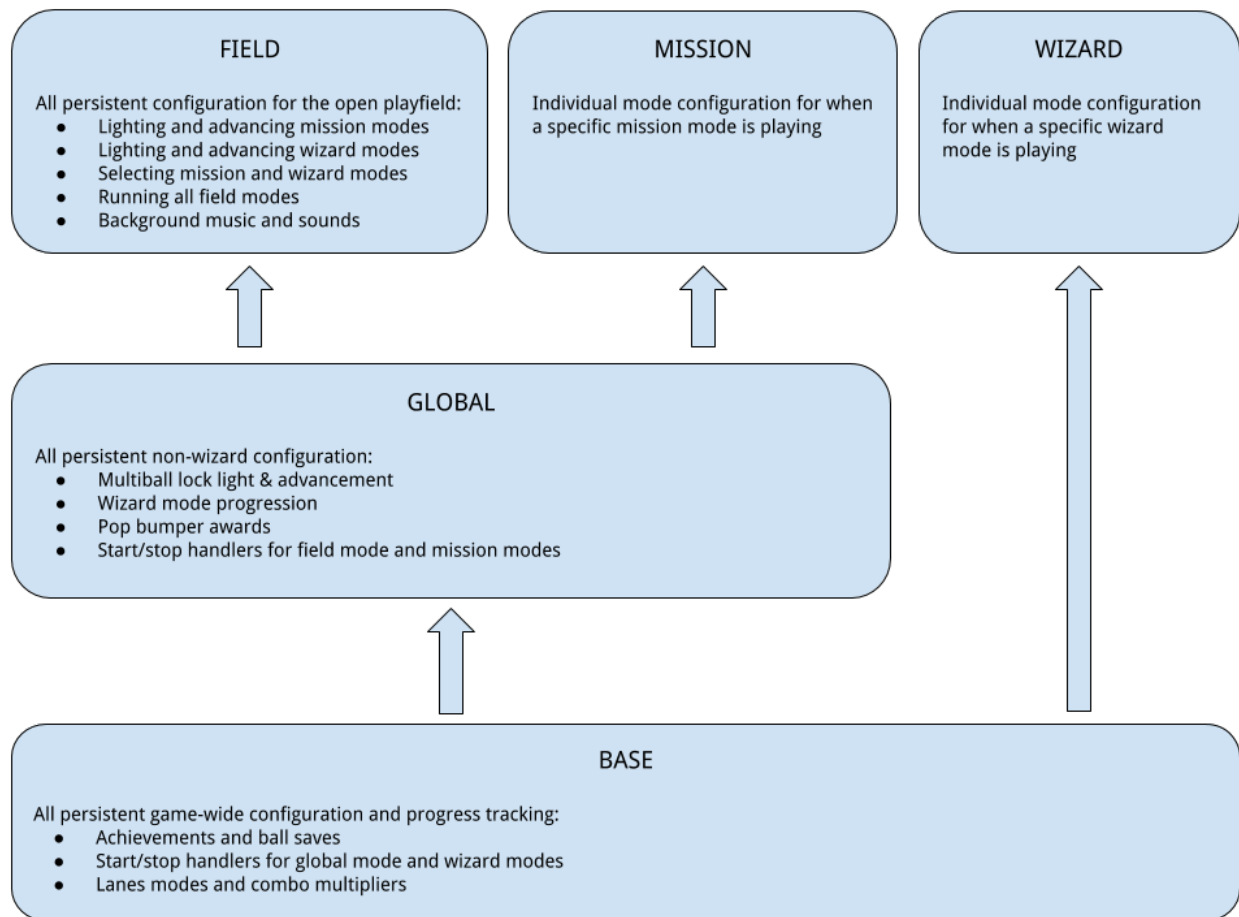 FIELD
All persistent configuration for the open playfield:
● Lighting and advancing mission modes
● Lighting and advancing wizard modes
● Selecting mission and wizard modes
● Running all field modes
● Background music and sounds
MISSION
Individual mode configuration for when
a specific mission mode is playing
WIZARD
Individual mode configuration
for when a specific wizard
mode is playing
GLOBAL
All persistent non-wizard configuration:
● Multiball lock light & advancement
● Wizard mode progression
● Pop bumper awards
● Start/stop handlers for field mode and mission modes
BASE
All persistent game-wide configuration and progress tracking:
● Achievements and ball saves
● Start/stop handlers for global mode and wizard modes
● Lanes modes and combo multipliers